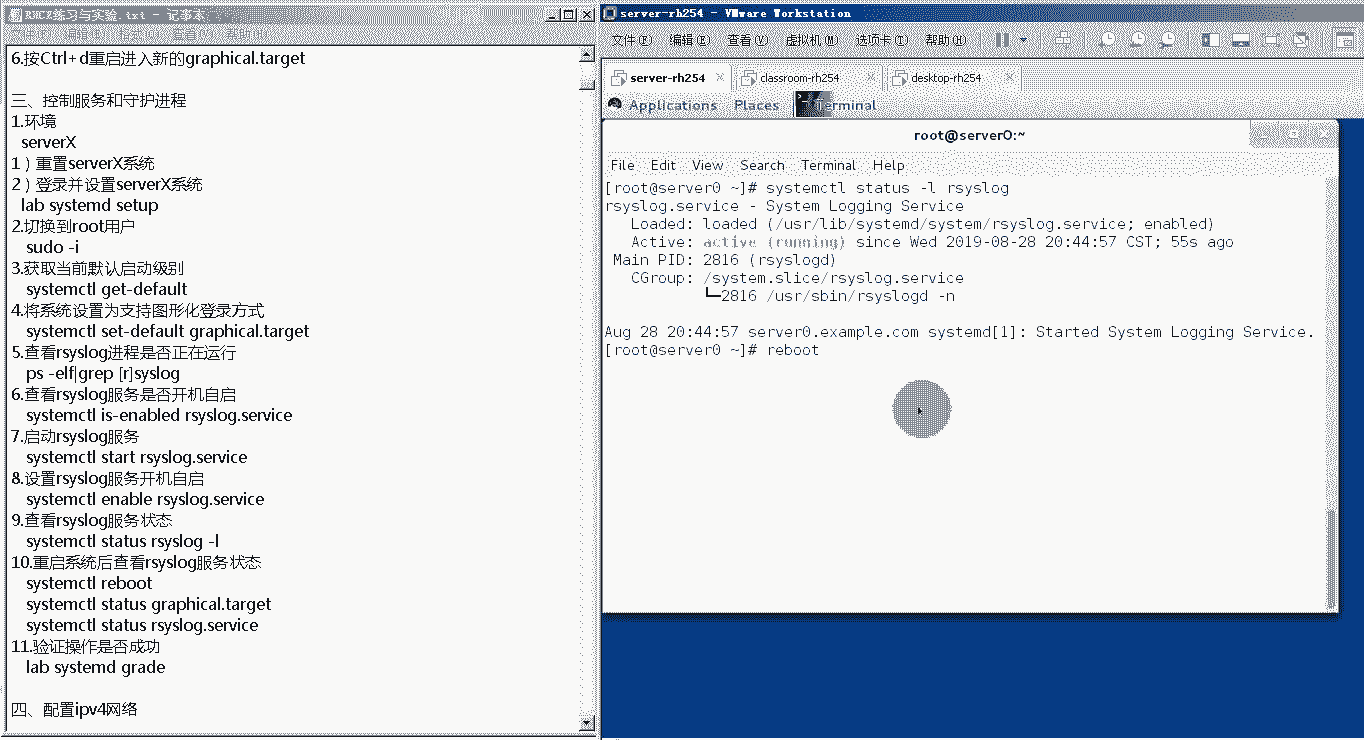 RHCE练习与实验.txt - 记事本
文件(F) 编辑(E) 格式(O) 查看(V) 帮助(H)
6.按Ctrl+d重启进入新的graphical.target
三、控制服务和守护进程
1.环境
serverX
1）重置serverX系统
2）登录并设置serverX系统
lab systemd setup
2.切换到root用户
sudo -i
3.获取当前默认启动级别
systemctl get-default
4.将系统设置为支持图形化登录方式
systemctl set-default graphical.target
5.查看rsyslog进程是否正在运行
ps -elf|grep [r]syslog
6.查看rsyslog服务是否开机自启
systemctl is-enabled rsyslog.service
7.启动rsyslog服务
systemctl start rsyslog.service
8.设置rsyslog服务开机自启
systemctl enable rsyslog.service
9.查看rsyslog服务状态
systemctl status rsyslog -l
10.重启系统后查看rsyslog服务状态
systemctl reboot
systemctl status graphical.target
systemctl status rsyslog.service
11.验证操作是否成功
lab systemd grade
四、配置ipv4网络
server-rh254 - VMware Workstation
文件(F) 编辑(E) 查看(V) 虚拟机(M) 选项卡(T) 帮助(H)
server-rh254 × classroom-rh254 × desktop-rh254 ×
Applications Places Terminal
root@server0:~
File Edit View Search Terminal Help
[root@server0 ~]# systemctl status -l rsyslog
rsyslog.service - System Logging Service
Loaded: loaded (/usr/lib/systemd/system/rsyslog.service; enabled)
Active: active (running) since Wed 2019-08-28 20:44:57 CST; 55s ago
Main PID: 2816 (rsyslogd)
CGroup: /system.slice/rsyslog.service
└─2816 /usr/sbin/rsyslogd -n
Aug 28 20:44:57 server0.example.com systemd[1]: Started System Logging Service.
[root@server0 ~]# reboot